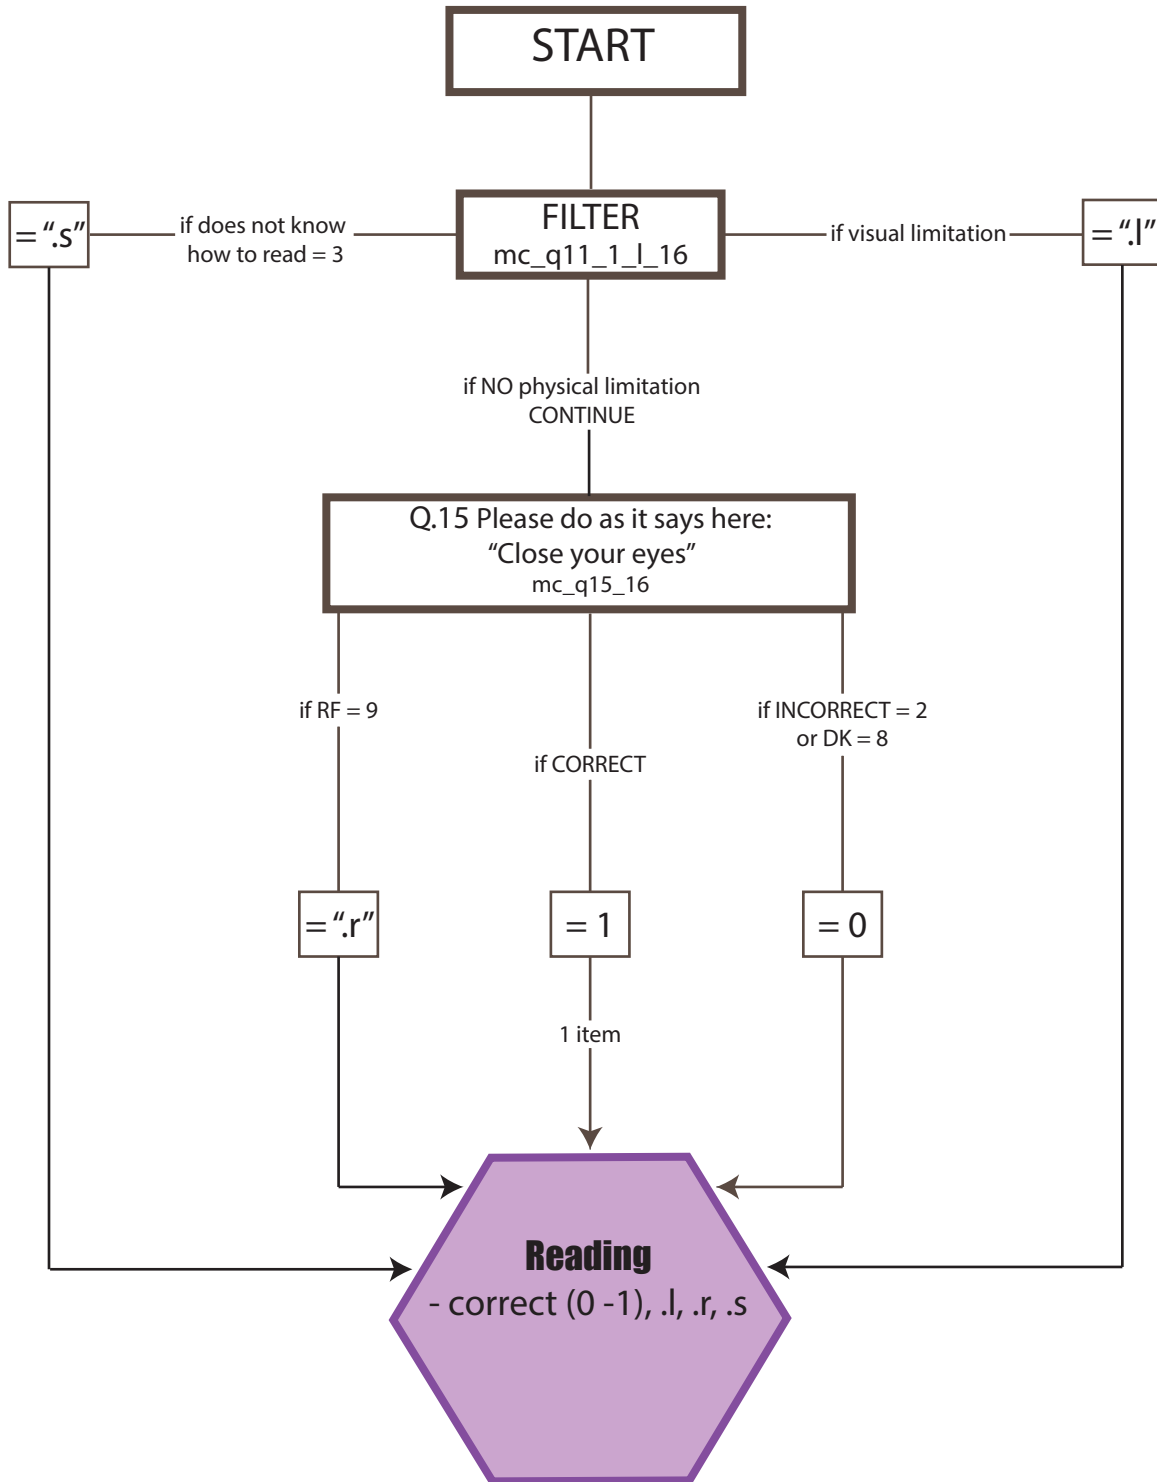 START
FILTER
mc_q11_1_l_16
= “.s”
if does not know
how to read = 3
if visual limitation
= “.l”
if NO physical limitation
CONTINUE
Q.15 Please do as it says here:
“Close your eyes”
mc_q15_16
if RF = 9
if CORRECT
if INCORRECT = 2
or DK = 8
= “.r”
= 1
= 0
1 item
Reading
- correct (0 -1), .l, .r, .s